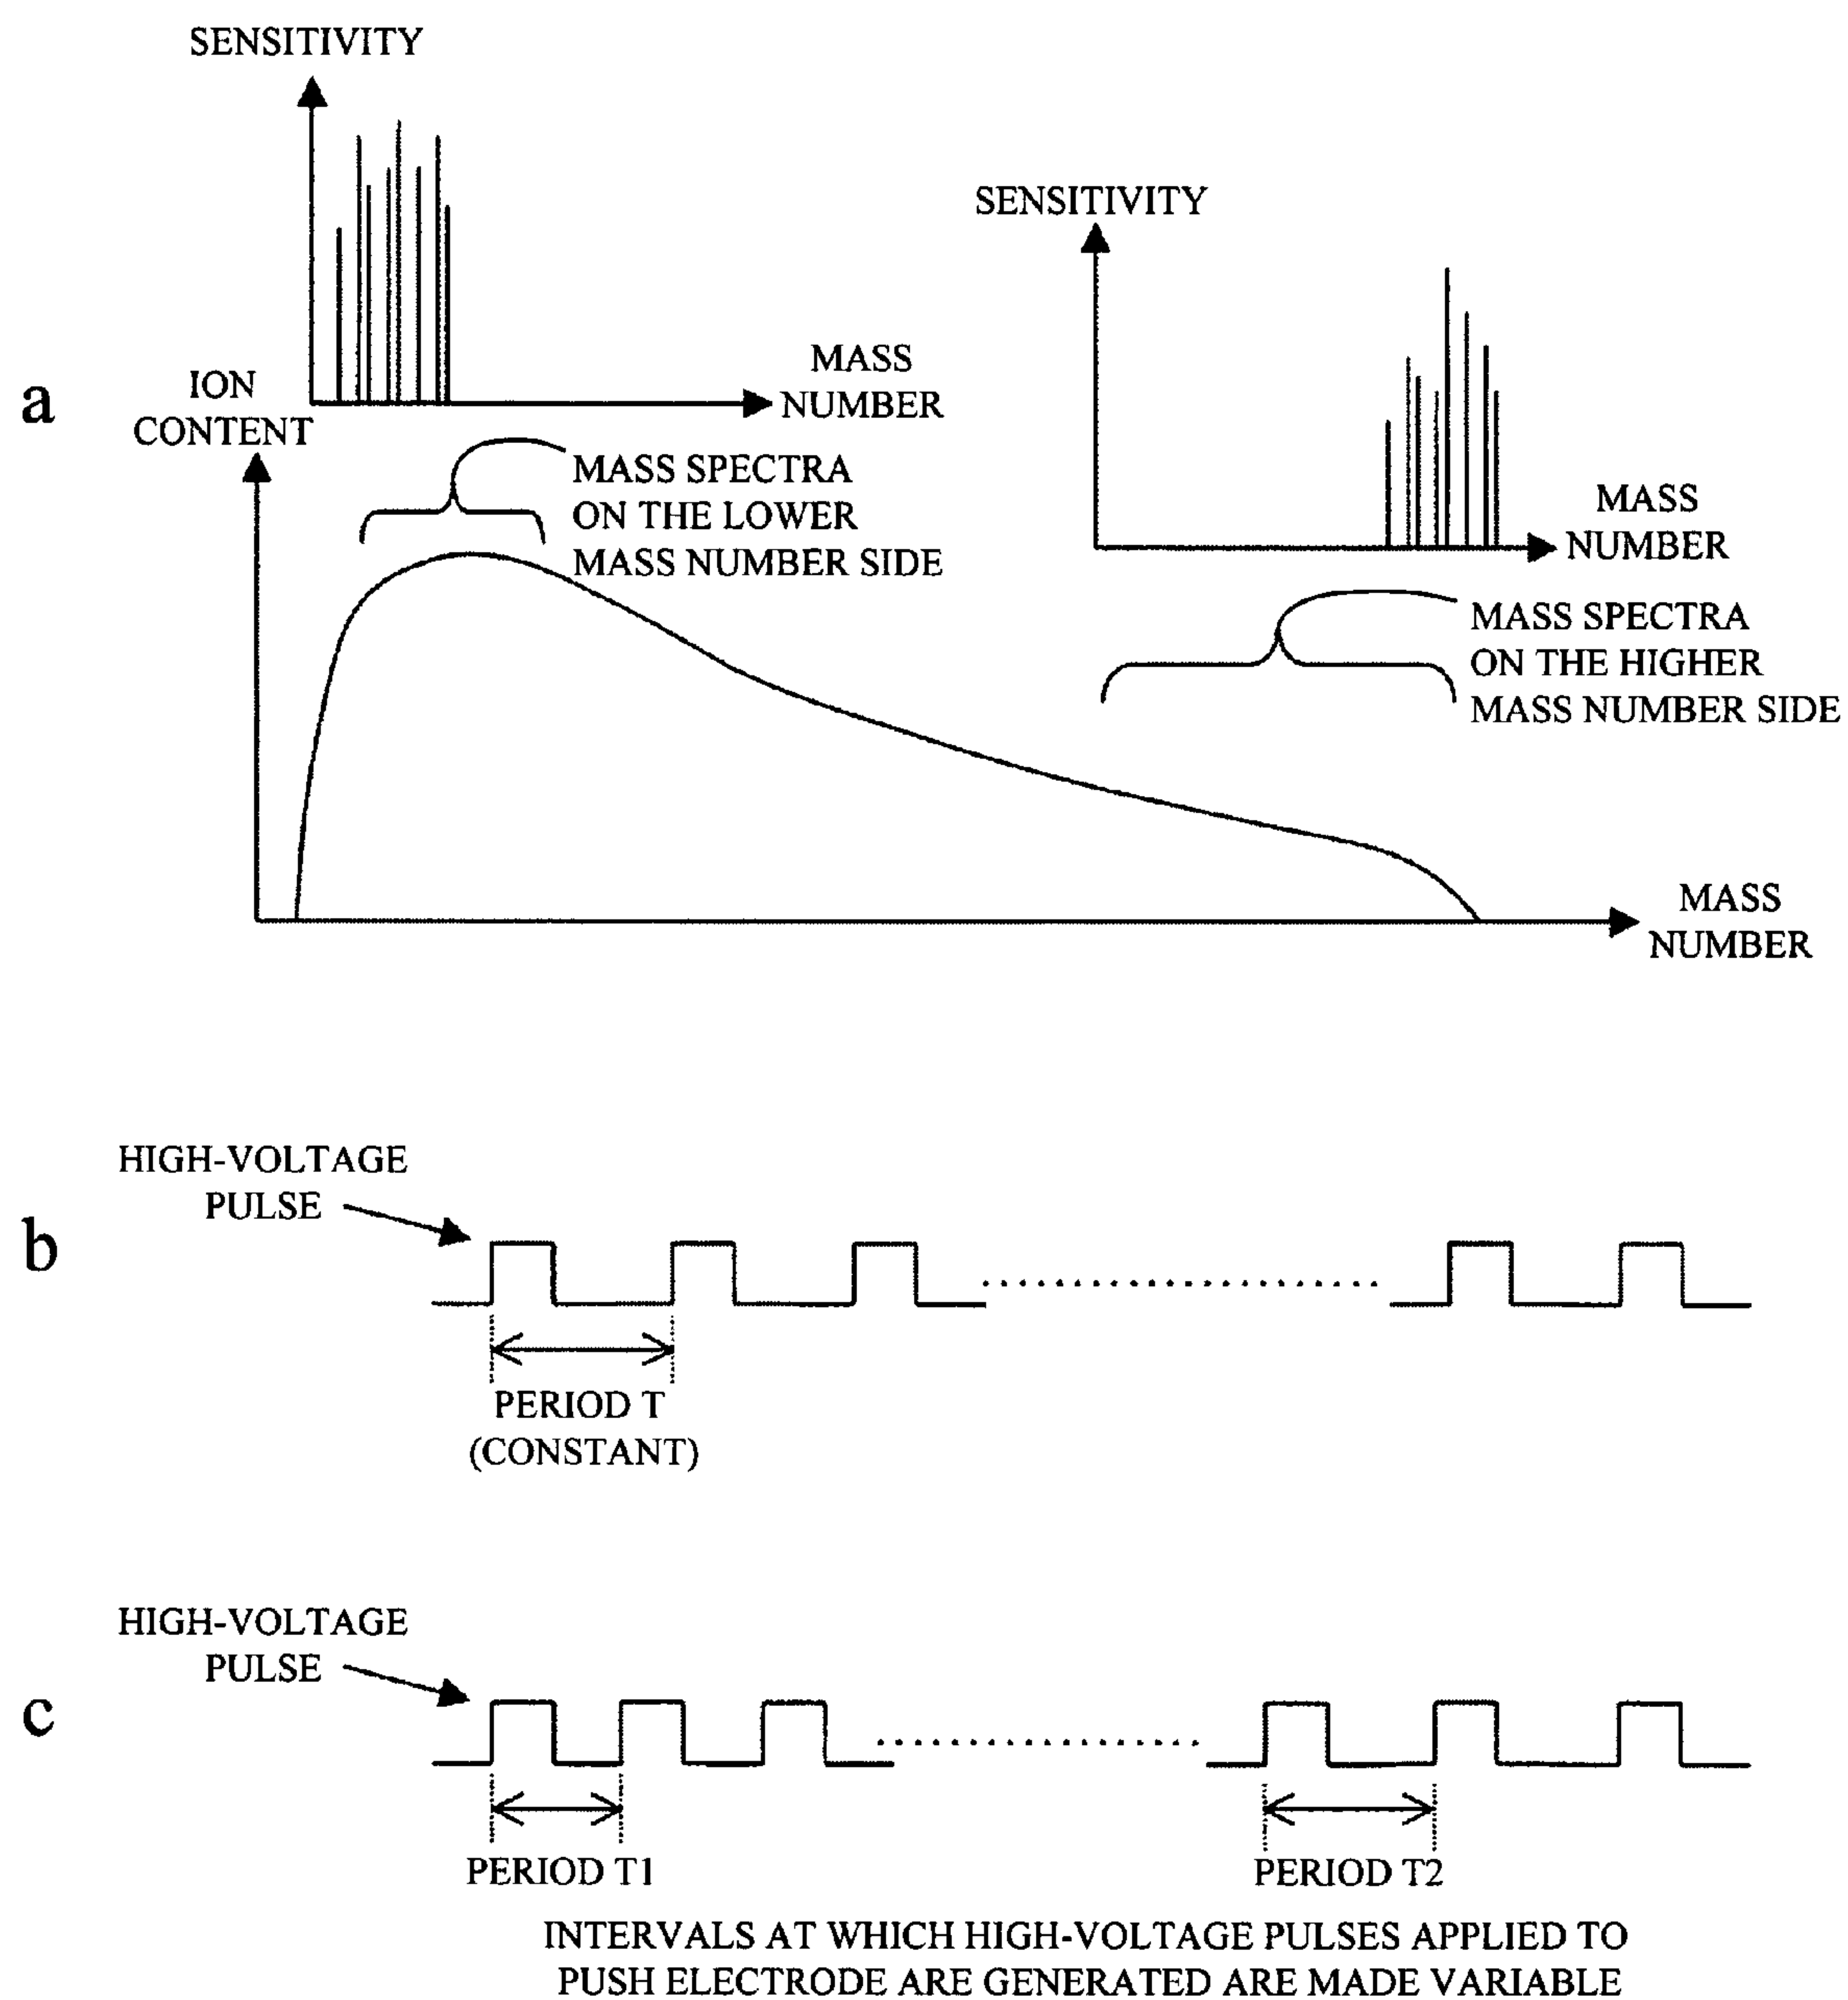 SENSITIVITY
SENSITIVITY
a
MASS
NUMBER
ION
CONTENT
MASS SPECTRA
ON THE LOWER
MASS NUMBER SIDE
MASS
NUMBER
MASS SPECTRA
ON THE HIGHER
MASS NUMBER SIDE
MASS
NUMBER
b
HIGH-VOLTAGE
PULSE
PERIOD T
(CONSTANT)
c
HIGH-VOLTAGE
PULSE
PERIOD T1
PERIOD T2
INTERVALS AT WHICH HIGH-VOLTAGE PULSES APPLIED TO
PUSH ELECTRODE ARE GENERATED ARE MADE VARIABLE